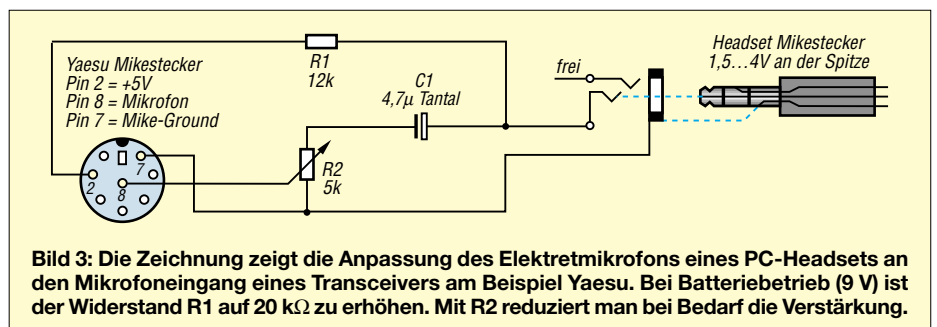 Yaesu Mikestecker
Pin 2 = +5V
Pin 8 = Mikrofon
Pin 7 = Mike-Ground
R1
12k
C1
4,7µ Tantal
frei
Headset Mikestecker
1,5...4V an der Spitze
7
2
8
R2
5k
Bild 3: Die Zeichnung zeigt die Anpassung des Elektretmikrofons eines PC-Headsets an
den Mikrofoneingang eines Transceivers am Beispiel Yaesu. Bei Batteriebetrieb (9 V) ist
der Widerstand R1 auf 20 kΩ zu erhöhen. Mit R2 reduziert man bei Bedarf die Verstärkung.